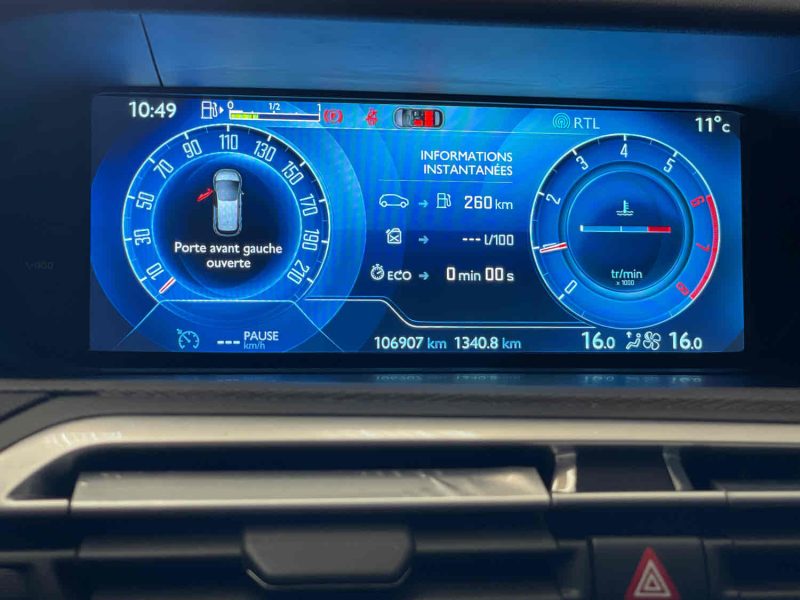 10:49
0 1/2 1
RTL
11°C
INFORMATIONS
INSTANTANÉES
260 km
--- l/100
ECO 0 min 00 s
Porte avant gauche
ouverte
10 30 50 70 90 110 130 150 170 190 210
0 2 3 4 5 6 7 8
tr/min
x 1000
--- PAUSE
km/h
106907 km 1340.8 km
16.0 16.0